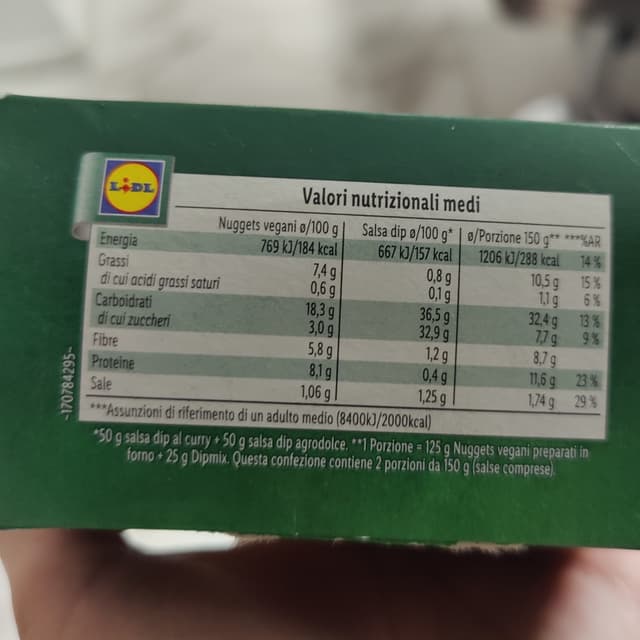 LIDL
Valori nutrizionali medi
Nuggets vegani ø/100 g Salsa dip ø/100 g* ø/Porzione 150 g** ***%AR
Energia 769 kJ/184 kcal 667 kJ/157 kcal 1206 kJ/288 kcal 14 %
Grassi 7,4 g 0,8 g 10,5 g 15 %
di cui acidi grassi saturi 0,6 g 0,1 g 1,1 g 6 %
Carboidrati 18,3 g 36,5 g 32,4 g 13 %
di cui zuccheri 3,0 g 32,9 g 7,7 g 9 %
Fibre 5,8 g 1,2 g 8,7 g
Proteine 8,1 g 0,4 g 11,6 g 23 %
Sale 1,06 g 1,25 g 1,74 g 29 %
***Assunzioni di riferimento di un adulto medio (8400kJ/2000kcal)
*50 g salsa dip al curry + 50 g salsa dip agrodolce. **1 Porzione = 125 g Nuggets vegani preparati in
forno + 25 g Dipmix. Questa confezione contiene 2 porzioni da 150 g (salse comprese).
-170784295-